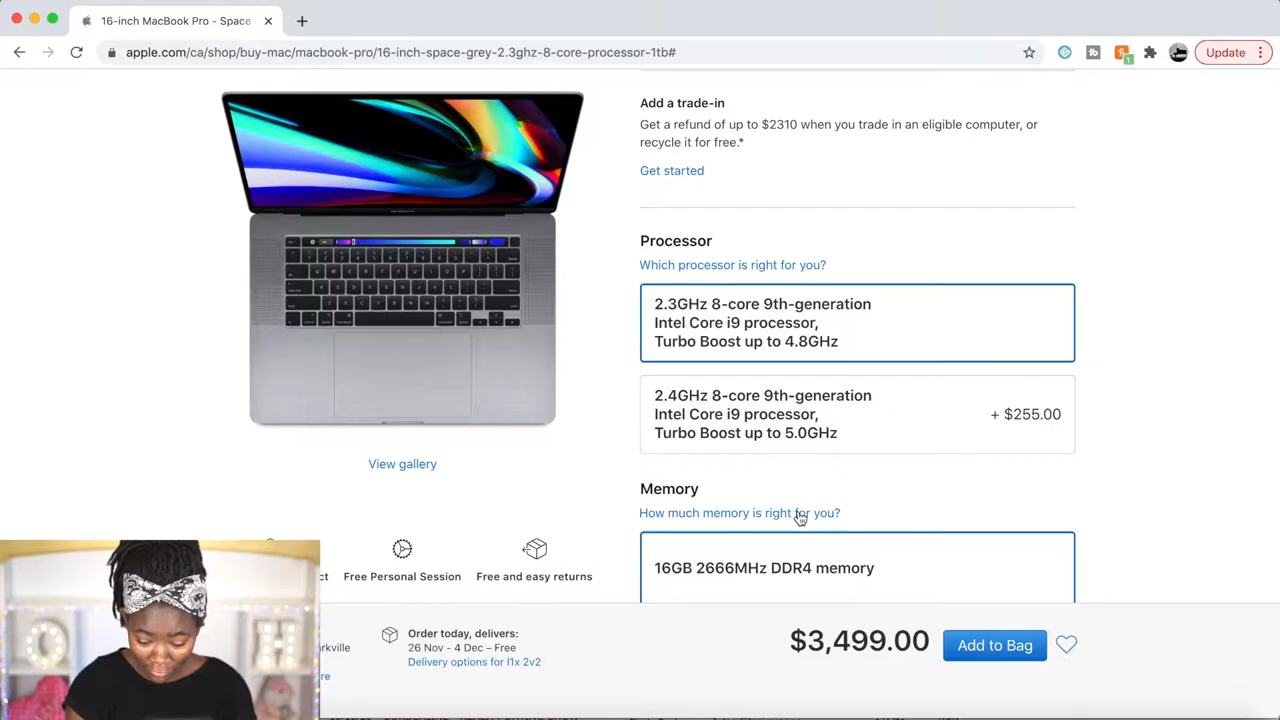 16-inch MacBook Pro - Space
Update
apple.com/ca/shop/buy-mac/macbook-pro/16-inch-space-grey-2.3ghz-8-core-processor-1tb#
Add a trade-in
Get a refund of up to $2310 when you trade in an eligible computer, or
recycle it for free.*
Get started
Processor
Which processor is right for you?
2.3GHz 8-core 9th-generation
Intel Core i9 processor,
Turbo Boost up to 4.8GHz
2.4GHz 8-core 9th-generation
Intel Core i9 processor,
Turbo Boost up to 5.0GHz
+ $255.00
View gallery
Memory
How much memory is right for you?
16GB 2666MHz DDR4 memory
Free Personal Session
Free and easy returns
Order today, delivers:
26 Nov - 4 Dec – Free
Delivery options for l1x 2v2
$3,499.00
Add to Bag